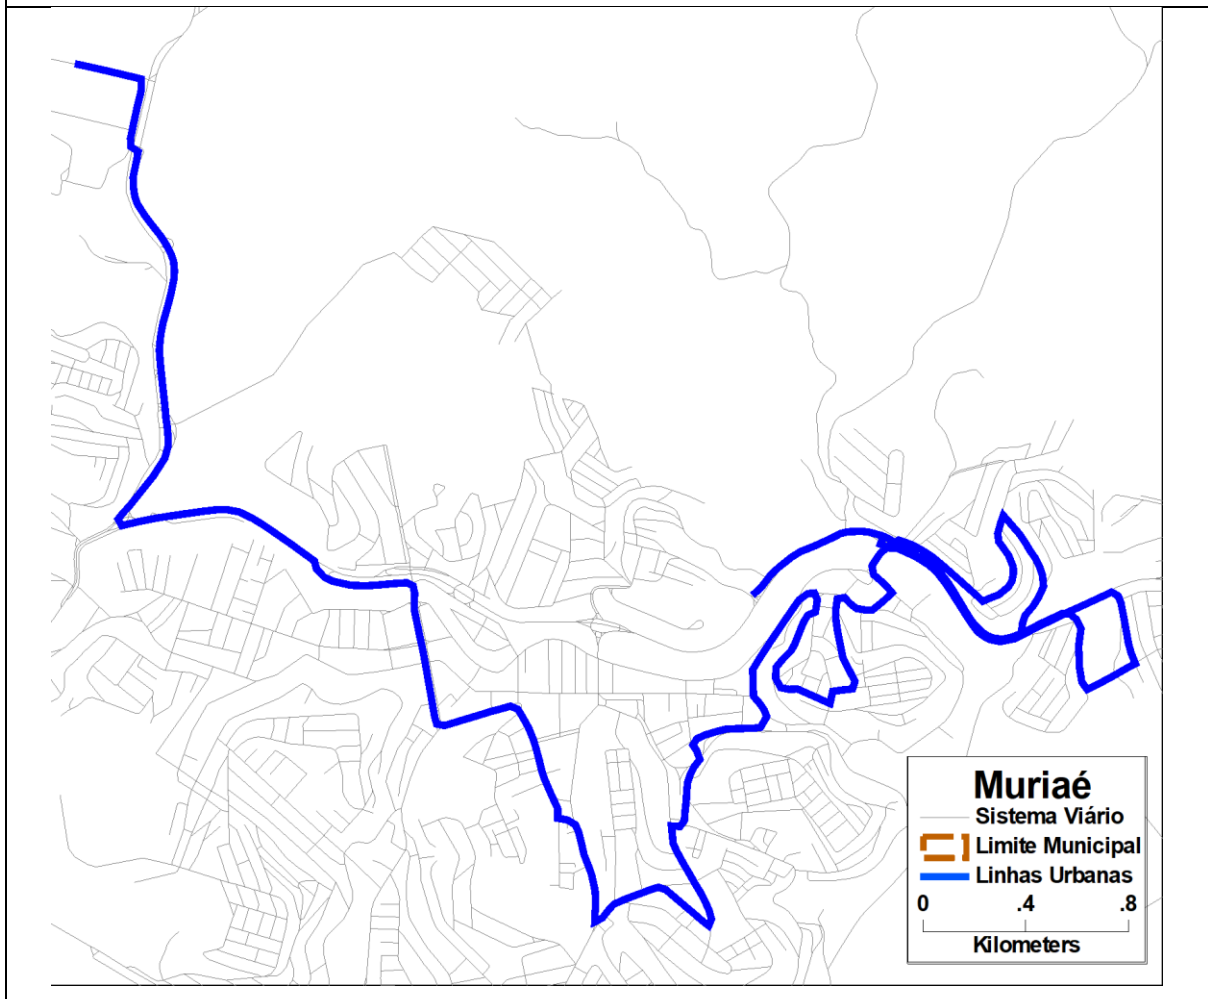 Muriaé
Sistema Viário
Limite Municipal
Linhas Urbanas
0 .4 .8
Kilometers